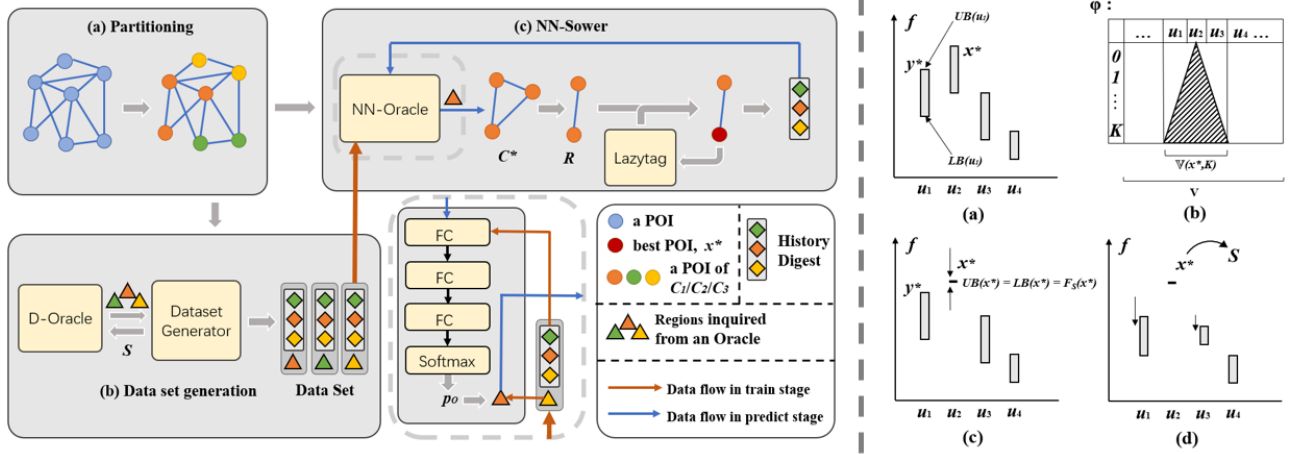 (a) Partitioning
(c) NN-Sower
NN-Oracle
C*
R
Lazytag
D-Oracle
S
Dataset
Generator
(b) Data set generation
Data Set
FC
FC
FC
Softmax
po
a POI
best POI, x*
a POI of
C1/C2/C3
History
Digest
Regions inquired
from an Oracle
Data flow in train stage
Data flow in predict stage
f
UB(u2)
x*
y*
LB(u2)
u1 u2 u3 u4
(a)
φ :
... u1 u2 u3 u4 ...
0
1
⋮
K
𝕍(x*,K)
V
(b)
f
x*
y*
UB(x*) = LB(x*) = FS(x*)
u1 u2 u3 u4
(c)
f
x*
S
u1 u2 u3 u4
(d)